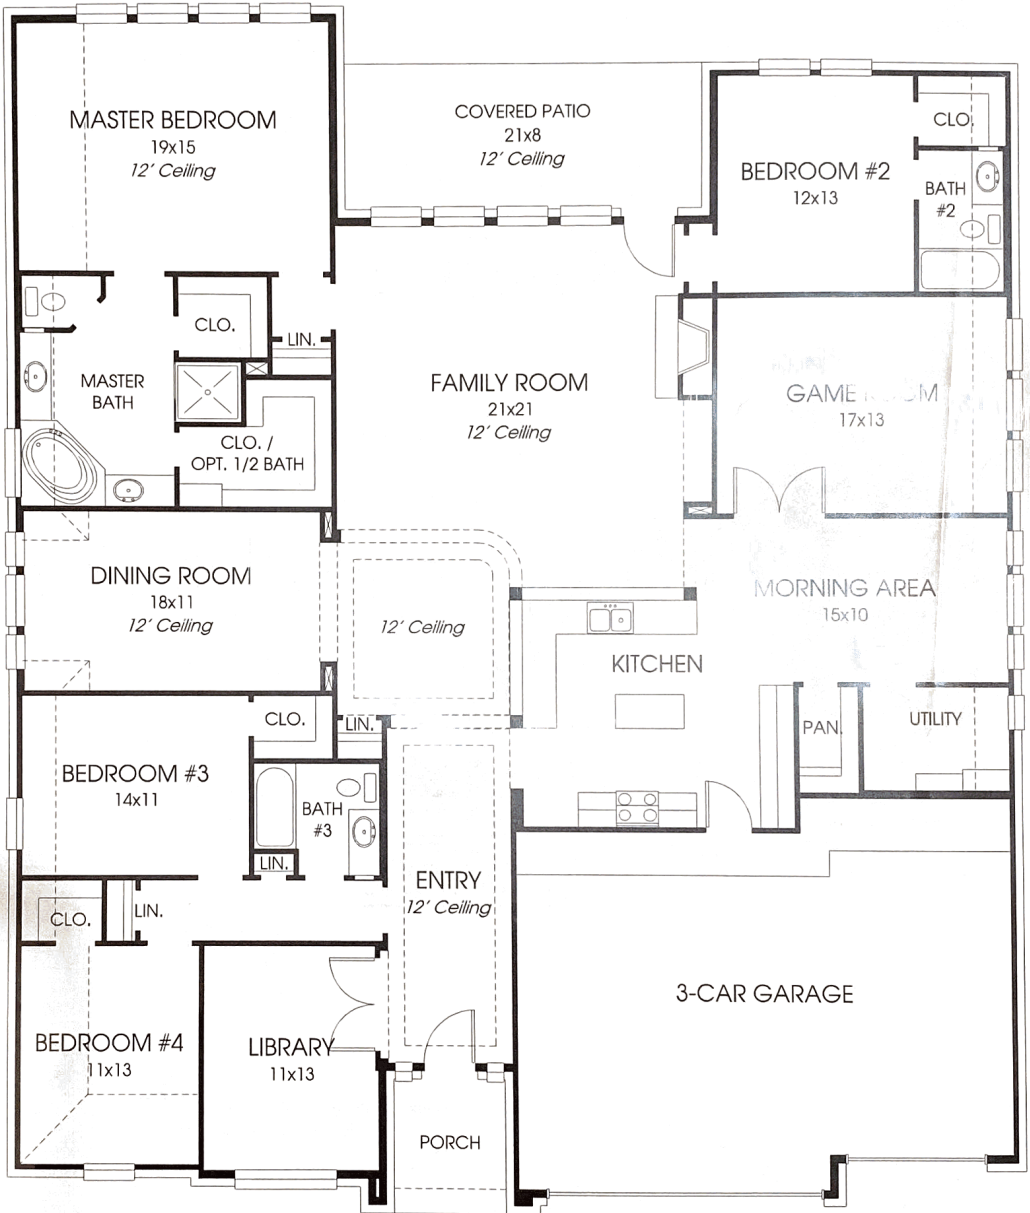 MASTER BEDROOM
19x15
12' Ceiling
COVERED PATIO
21x8
12' Ceiling
BEDROOM #2
12x13
CLO.
BATH
#2
CLO.
LIN.
MASTER
BATH
CLO. /
OPT. 1/2 BATH
FAMILY ROOM
21x21
12' Ceiling
GAME
17x13
DINING ROOM
18x11
12' Ceiling
12' Ceiling
MORNING AREA
15x10
KITCHEN
PAN.
UTILITY
CLO.
LIN.
BEDROOM #3
14x11
BATH
#3
LIN.
ENTRY
12' Ceiling
CLO.
LIN.
BEDROOM #4
11x13
LIBRARY
11x13
3-CAR GARAGE
PORCH